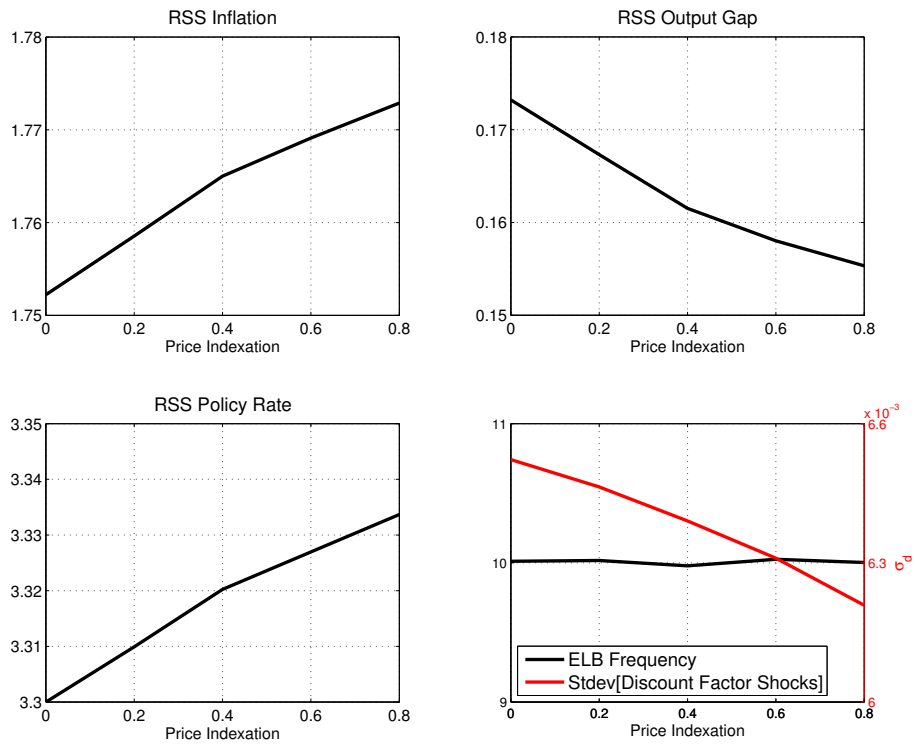 RSS Inflation
1.78
1.77
1.76
1.75
0 0.2 0.4 0.6 0.8
Price Indexation
RSS Output Gap
0.18
0.17
0.16
0.15
0 0.2 0.4 0.6 0.8
Price Indexation
RSS Policy Rate
3.35
3.34
3.33
3.32
3.31
3.3
0 0.2 0.4 0.6 0.8
Price Indexation
x 10⁻³
11
10
9
6.6
6.3
6
σ_d
ELB Frequency
Stdev[Discount Factor Shocks]
0 0.2 0.4 0.6 0.8
Price Indexation